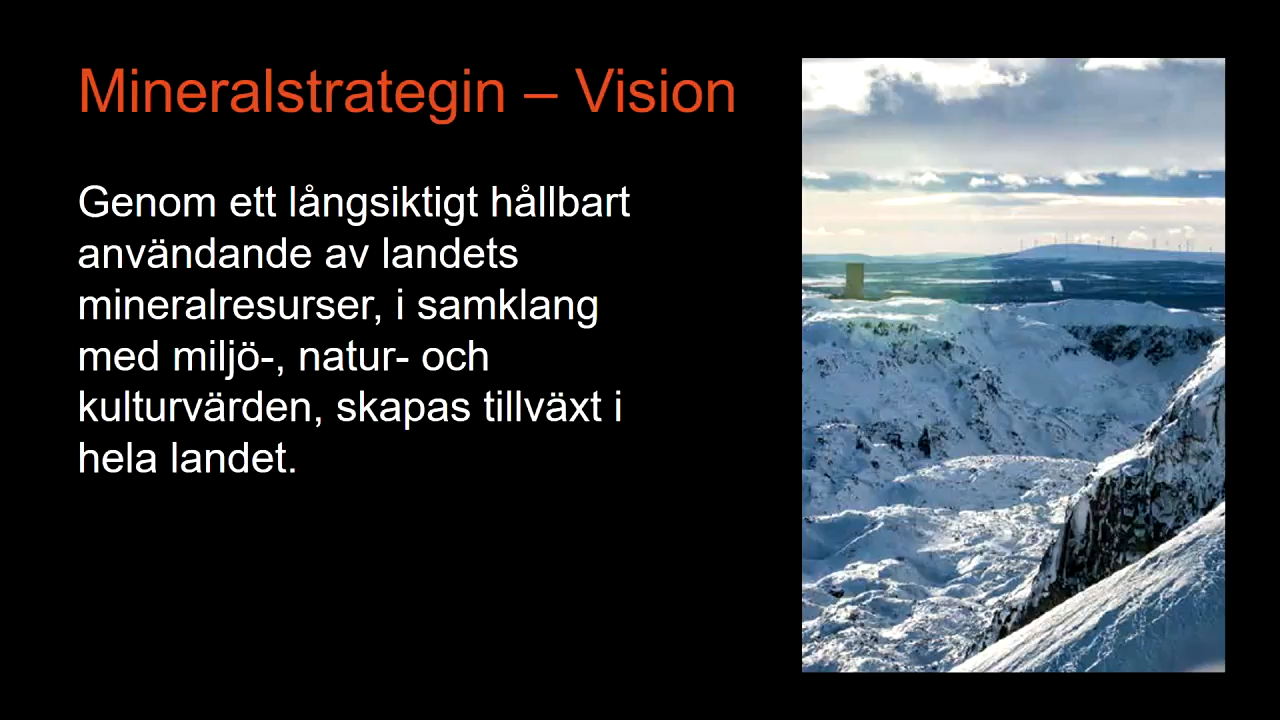 Mineralstrategin – Vision
Genom ett långsiktigt hållbart
användande av landets
mineralresurser, i samklang
med miljö-, natur- och
kulturvärden, skapas tillväxt i
hela landet.